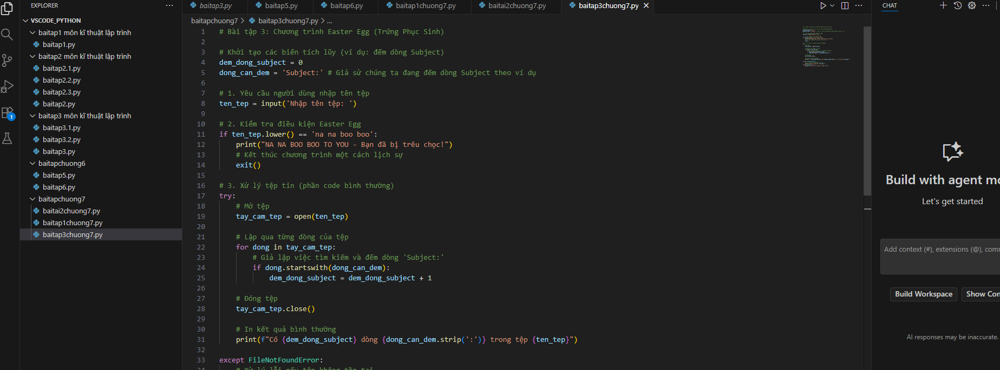 EXPLORER
VSCODE_PYTHON
baitap1 môn kĩ thuật lập trình
baitap1.py
baitap2 môn kĩ thuật lập trình
baitap2.1.py
baitap2.2.py
baitap2.3.py
baitap2.py
baitap3 môn kĩ thuật lập trình
baitap3.1.py
baitap3.2.py
baitap3.py
baitapchuong6
baitap5.py
baitap6.py
baitapchuong7
baitai2chuong7.py
baitap1chuong7.py
baitap3chuong7.py
1
baitap3.py
baitap5.py
baitap6.py
baitap1chuong7.py
baitai2chuong7.py
baitap3chuong7.py
baitapchuong7 > baitap3chuong7.py > ...
1 # Bài tập 3: Chương trình Easter Egg (Trứng Phục Sinh)
2
3 # Khởi tạo các biến tích lũy (ví dụ: đếm dòng Subject)
4 dem_dong_subject = 0
5 dong_can_dem = 'Subject:' # Giả sử chúng ta đang đếm dòng Subject theo ví dụ
6
7 # 1. Yêu cầu người dùng nhập tên tệp
8 ten_tep = input('Nhập tên tệp: ')
9
10 # 2. Kiểm tra điều kiện Easter Egg
11 if ten_tep.lower() == 'na na boo boo':
12 print("NA NA BOO BOO TO YOU - Bạn đã bị trêu chọc!")
13 # Kết thúc chương trình một cách lịch sự
14 exit()
15
16 # 3. Xử lý tệp tin (phần code bình thường)
17 try:
18 # Mở tệp
19 tay_cam_tep = open(ten_tep)
20
21 # Lặp qua từng dòng của tệp
22 for dong in tay_cam_tep:
23 # Giả lập việc tìm kiếm và đếm dòng 'Subject:'
24 if dong.startswith(dong_can_dem):
25 dem_dong_subject = dem_dong_subject + 1
26
27 # Đóng tệp
28 tay_cam_tep.close()
29
30 # In kết quả bình thường
31 print(f"Có {dem_dong_subject} dòng {dong_can_dem.strip(':')} trong tệp {ten_tep}")
32
33 except FileNotFoundError:
34 # Xử lý lỗi nếu tệp không tồn tại
CHAT
Build with agent mo
Let's get started
Add context (#), extensions (@), comm
Build Workspace
Show Con
AI responses may be inaccurate.